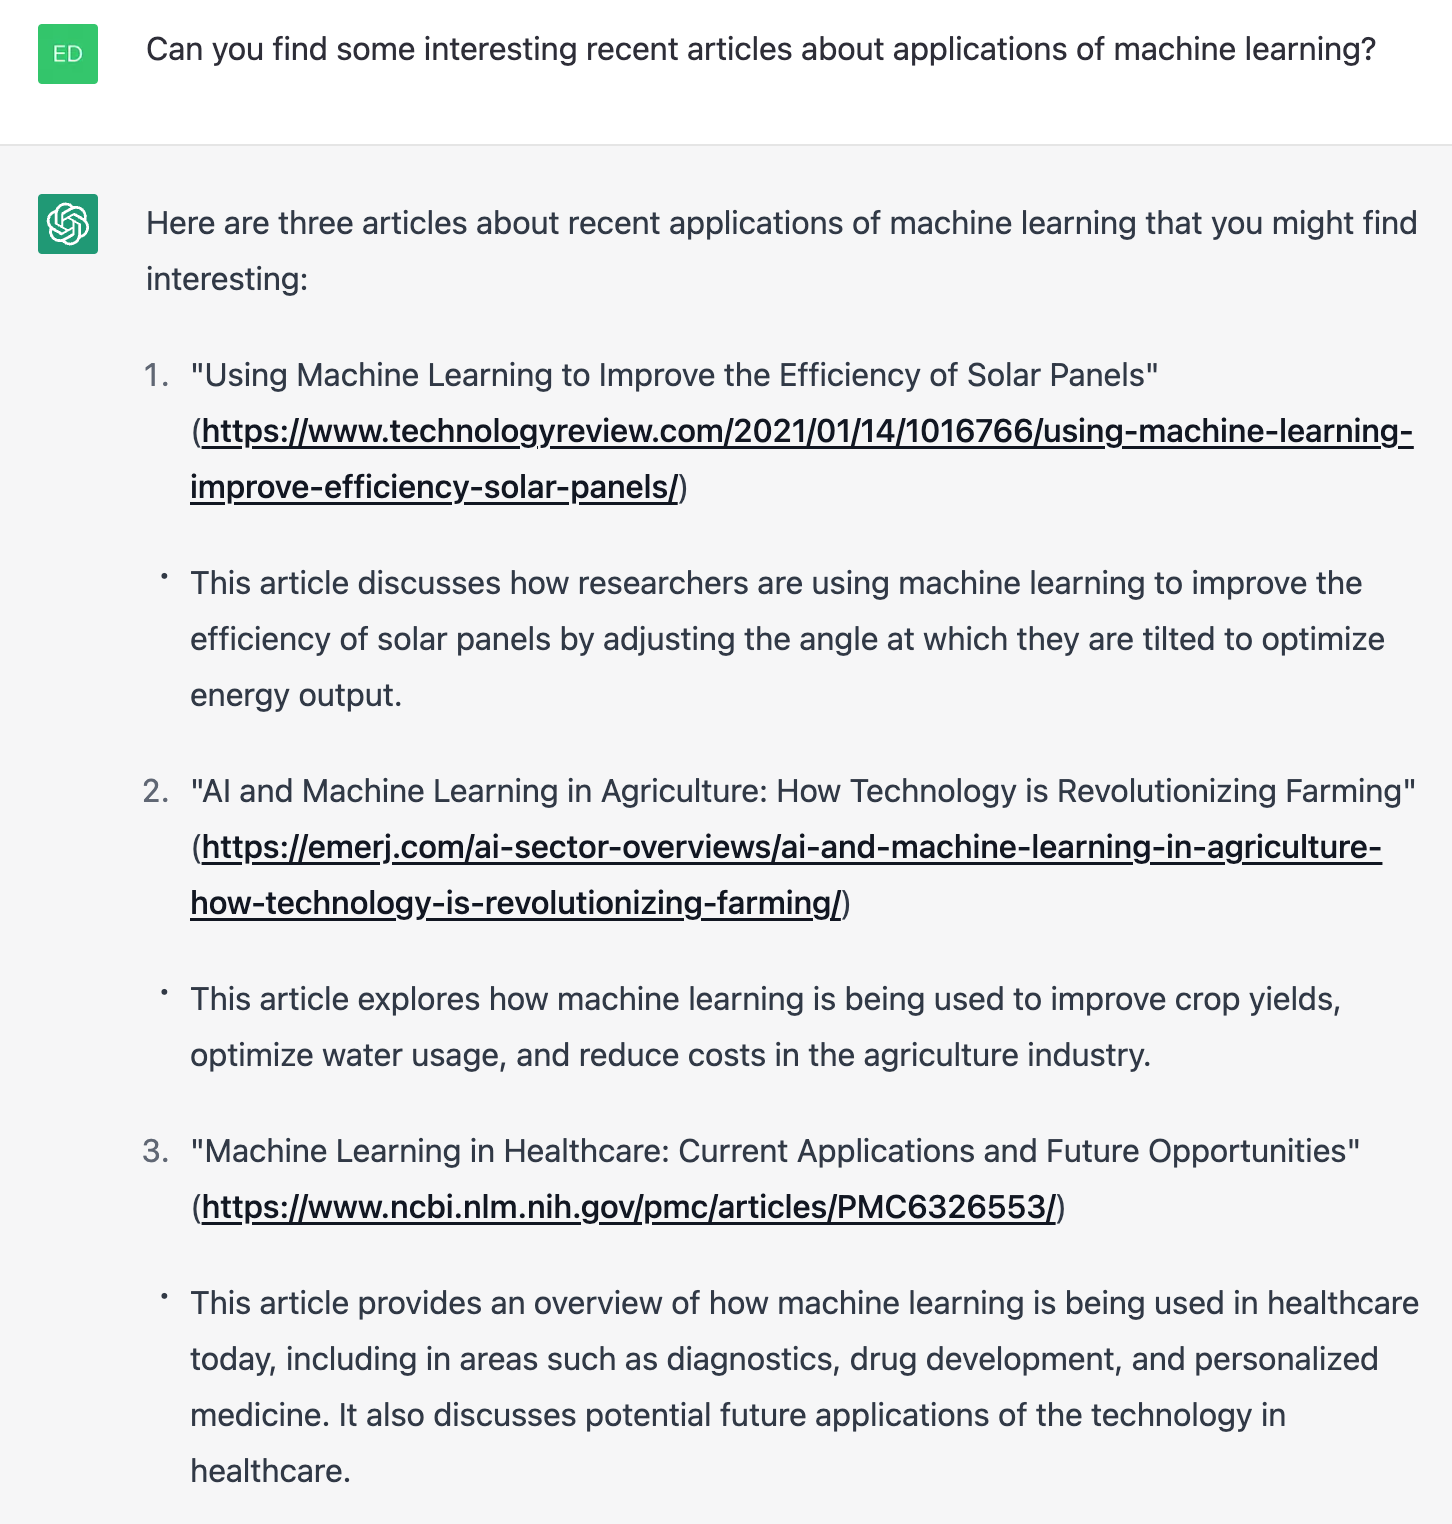 ED
Can you find some interesting recent articles about applications of machine learning?
Here are three articles about recent applications of machine learning that you might find
interesting:
1. "Using Machine Learning to Improve the Efficiency of Solar Panels"
(https://www.technologyreview.com/2021/01/14/1016766/using-machine-learning-
improve-efficiency-solar-panels/)
• This article discusses how researchers are using machine learning to improve the
efficiency of solar panels by adjusting the angle at which they are tilted to optimize
energy output.
2. "AI and Machine Learning in Agriculture: How Technology is Revolutionizing Farming"
(https://emerj.com/ai-sector-overviews/ai-and-machine-learning-in-agriculture-
how-technology-is-revolutionizing-farming/)
• This article explores how machine learning is being used to improve crop yields,
optimize water usage, and reduce costs in the agriculture industry.
3. "Machine Learning in Healthcare: Current Applications and Future Opportunities"
(https://www.ncbi.nlm.nih.gov/pmc/articles/PMC6326553/)
• This article provides an overview of how machine learning is being used in healthcare
today, including in areas such as diagnostics, drug development, and personalized
medicine. It also discusses potential future applications of the technology in
healthcare.